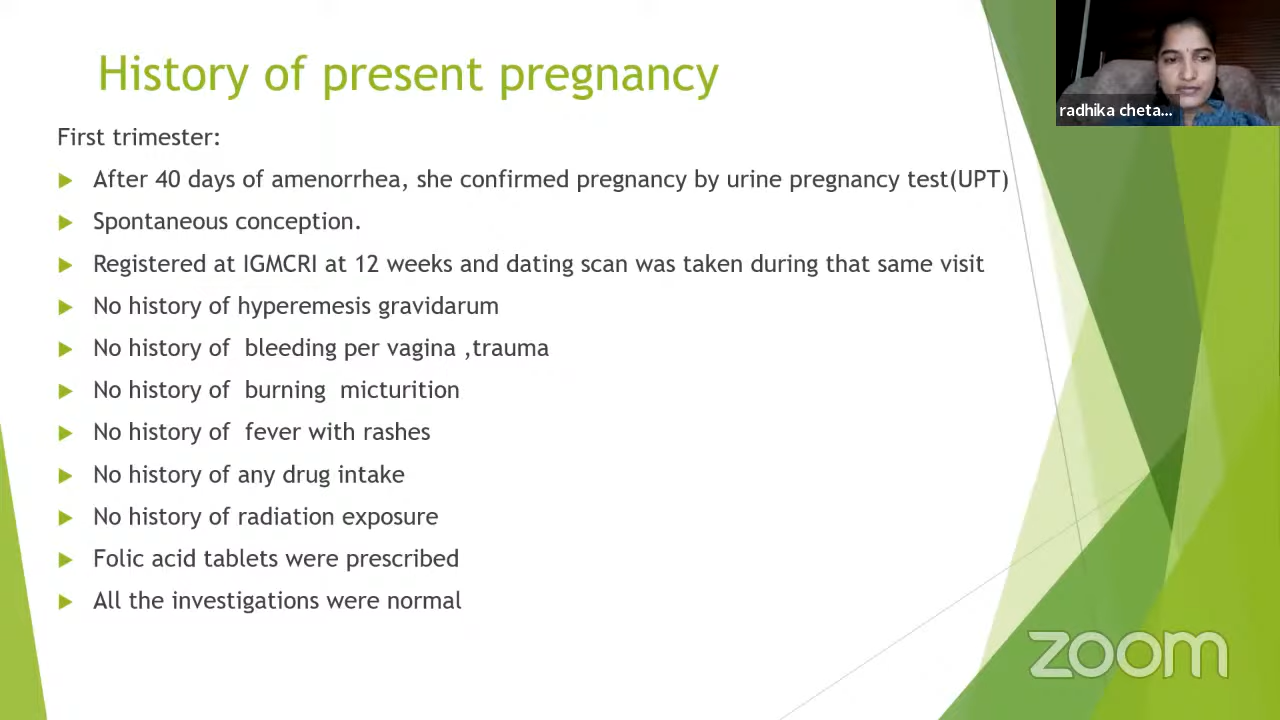 History of present pregnancy
First trimester:
After 40 days of amenorrhea, she confirmed pregnancy by urine pregnancy test(UPT)
Spontaneous conception.
Registered at IGMCRI at 12 weeks and dating scan was taken during that same visit
No history of hyperemesis gravidarum
No history of  bleeding per vagina ,trauma
No history of  burning  micturition
No history of  fever with rashes
No history of any drug intake
No history of radiation exposure
Folic acid tablets were prescribed
All the investigations were normal
radhika cheta...
zoom